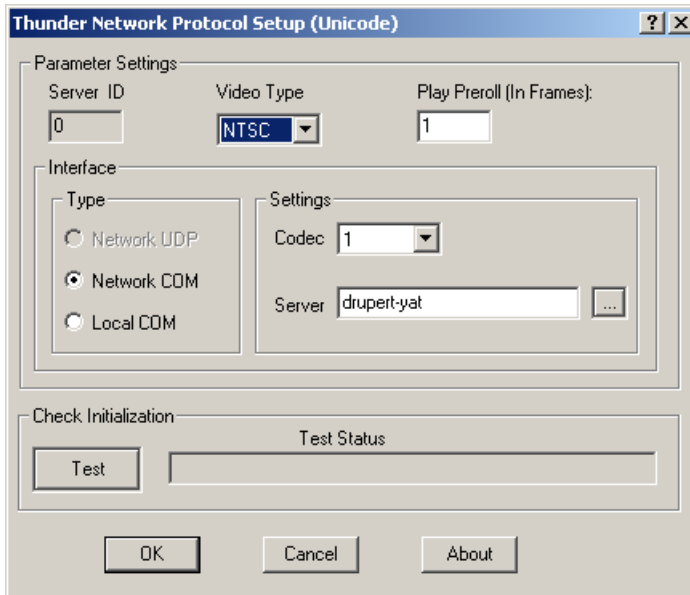 Thunder Network Protocol Setup (Unicode)
Parameter Settings
Server ID
Video Type
Play Preroll (In Frames):
0
NTSC
1
Interface
Type
Settings
Network UDP
Codec 1
Network COM
Server drupert-yat ...
Local COM
Check Initialization
Test Status
Test
OK Cancel About